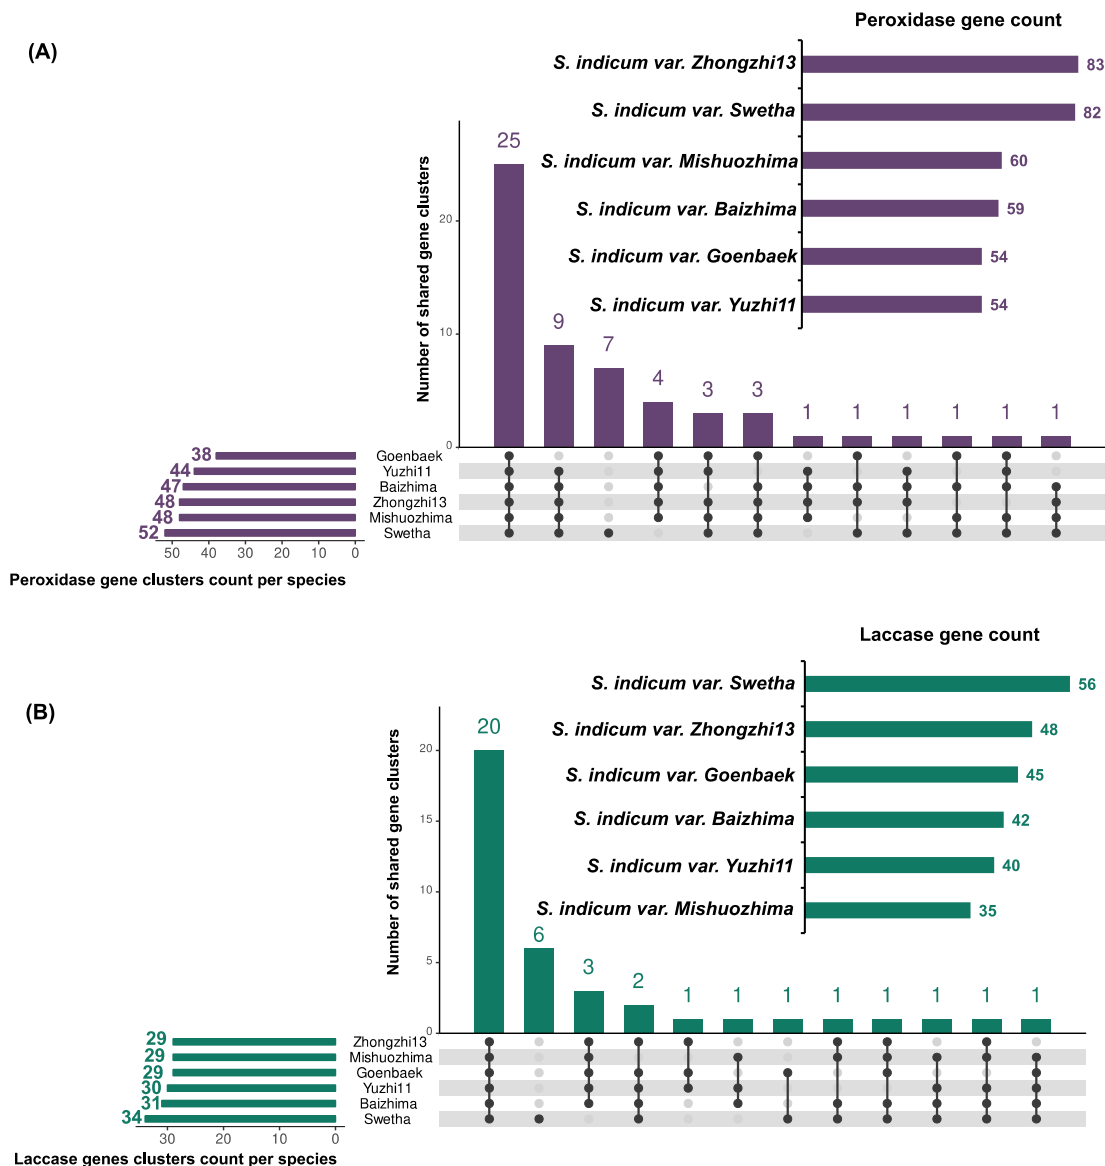 Peroxidase gene count
(A)
S. indicum var. Zhongzhi13 83
S. indicum var. Swetha 82
S. indicum var. Mishuozhima 60
S. indicum var. Baizhima 59
S. indicum var. Goenbaek 54
S. indicum var. Yuzhi11 54
Number of shared gene clusters
20
10
0
25 9 7 4 3 3 1 1 1 1 1 1
38 Goenbaek
44 Yuzhi11
47 Baizhima
48 Zhongzhi13
48 Mishuozhima
52 Swetha
50 40 30 20 10 0
Peroxidase gene clusters count per species
Laccase gene count
(B)
S. indicum var. Swetha 56
S. indicum var. Zhongzhi13 48
S. indicum var. Goenbaek 45
S. indicum var. Baizhima 42
S. indicum var. Yuzhi11 40
S. indicum var. Mishuozhima 35
Number of shared gene clusters
20
15
10
5
0
20 6 3 2 1 1 1 1 1 1 1 1
29 Zhongzhi13
29 Mishuozhima
29 Goenbaek
30 Yuzhi11
31 Baizhima
34 Swetha
30 20 10 0
Laccase genes clusters count per species